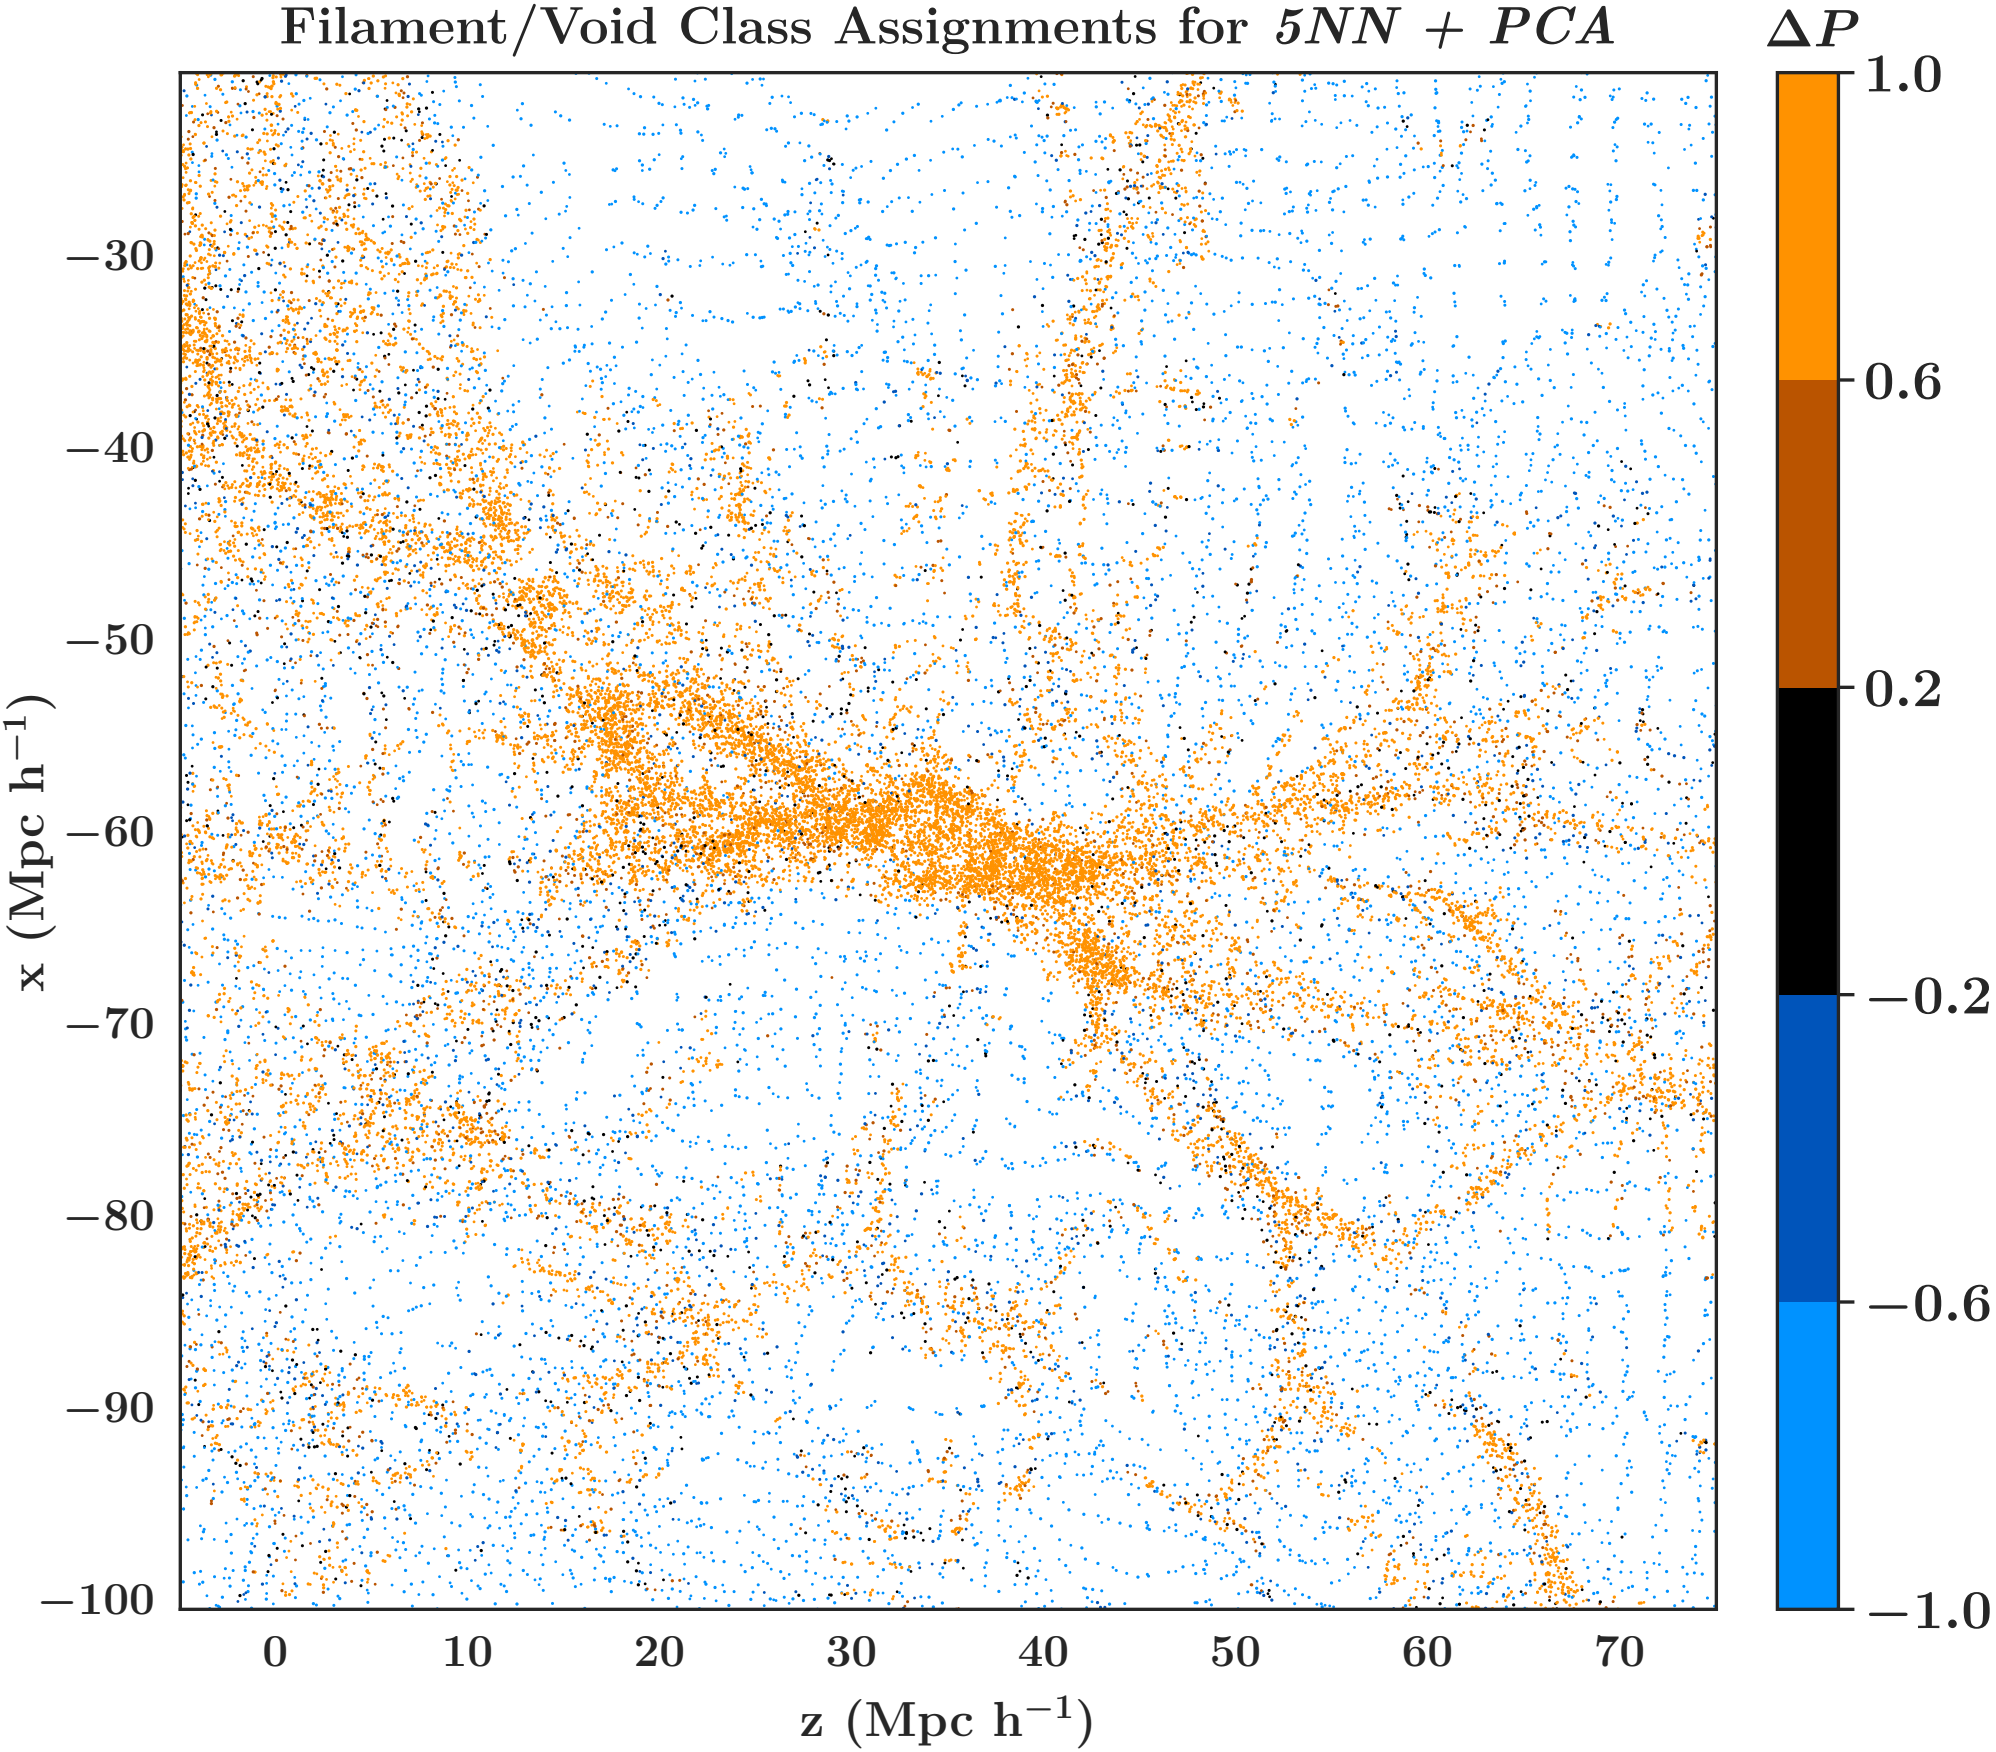 Filament/Void Class Assignments for 5NN + PCA
ΔP
1.0
0.6
0.2
−0.2
−0.6
−1.0
−30
−40
−50
−60
−70
−80
−90
−100
x (Mpc h⁻¹)
0 10 20 30 40 50 60 70
z (Mpc h⁻¹)